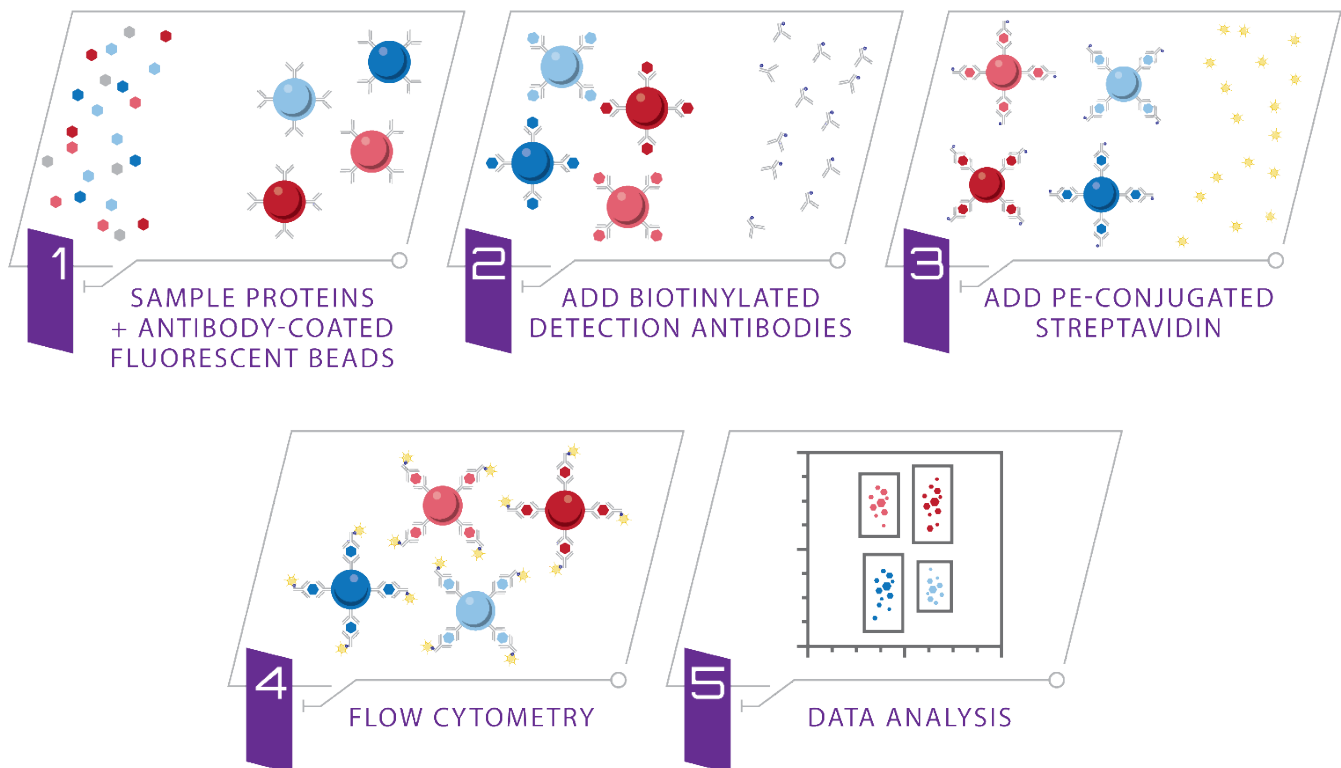 1
SAMPLE PROTEINS
+ ANTIBODY-COATED
FLUORESCENT BEADS
2
ADD BIOTINYLATED
DETECTION ANTIBODIES
3
ADD PE-CONJUGATED
STREPTAVIDIN
4
FLOW CYTOMETRY
5
DATA ANALYSIS